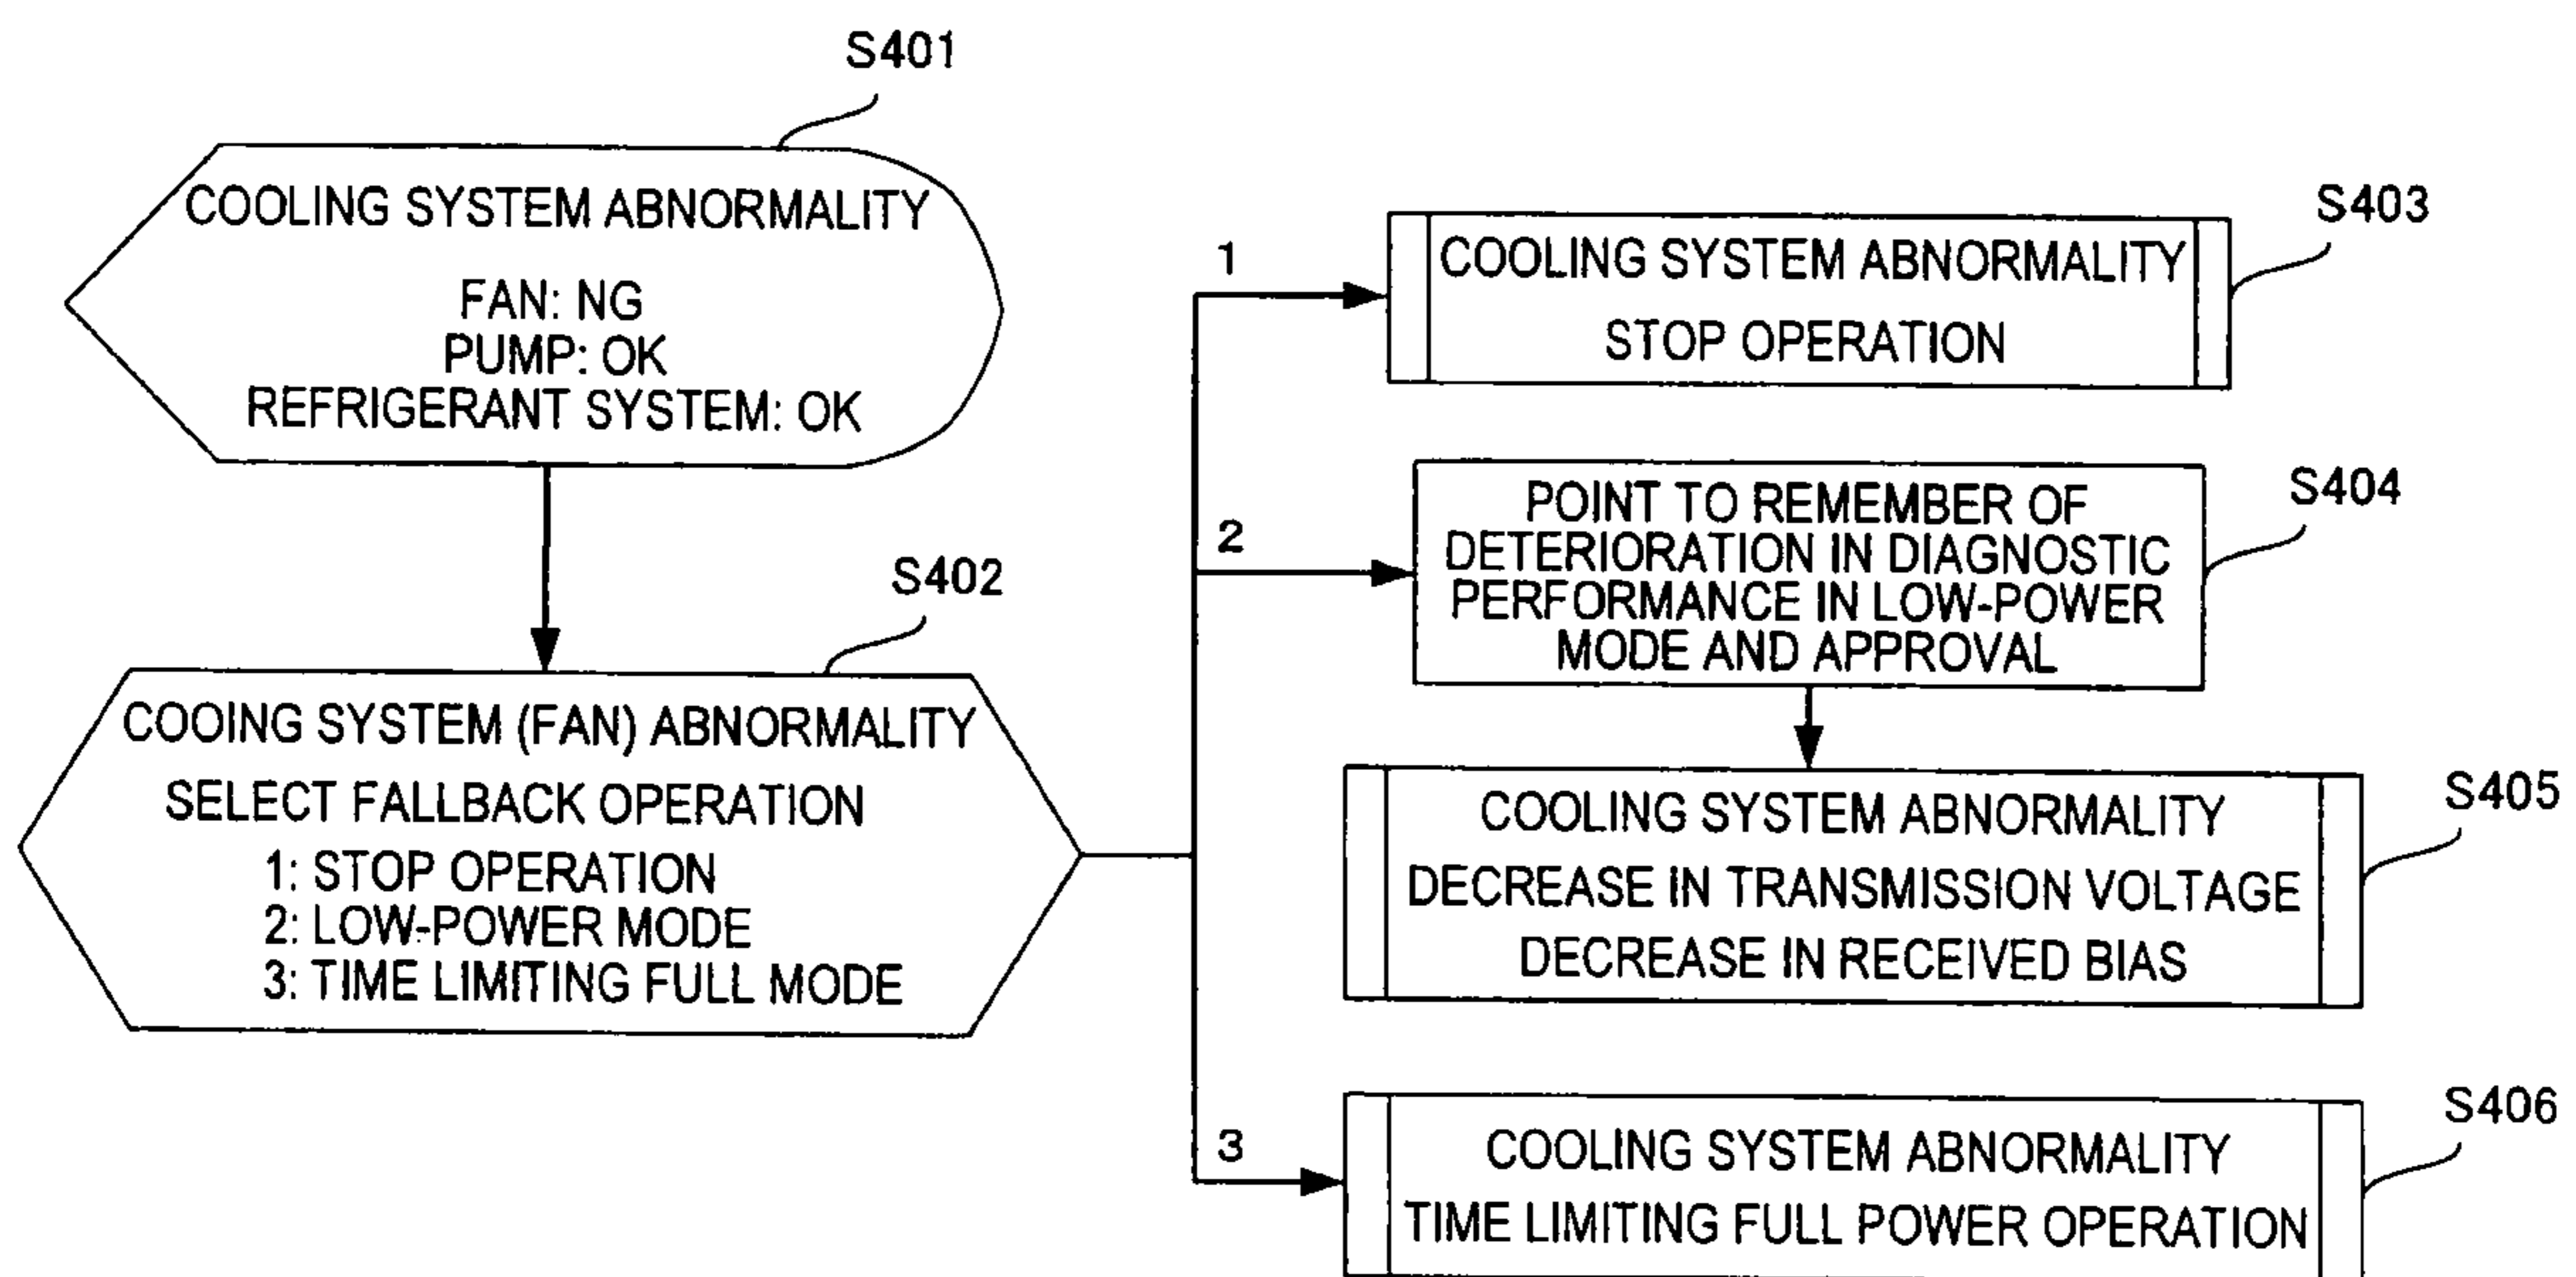 S401
COOLING SYSTEM ABNORMALITY
FAN: NG
PUMP: OK
REFRIGERANT SYSTEM: OK
S402
COOING SYSTEM (FAN) ABNORMALITY
SELECT FALLBACK OPERATION
1: STOP OPERATION
2: LOW-POWER MODE
3: TIME LIMITING FULL MODE
1
S403
COOLING SYSTEM ABNORMALITY
STOP OPERATION
2
S404
POINT TO REMEMBER OF
DETERIORATION IN DIAGNOSTIC
PERFORMANCE IN LOW-POWER
MODE AND APPROVAL
S405
COOLING SYSTEM ABNORMALITY
DECREASE IN TRANSMISSION VOLTAGE
DECREASE IN RECEIVED BIAS
3
S406
COOLING SYSTEM ABNORMALITY
TIME LIMITING FULL POWER OPERATION